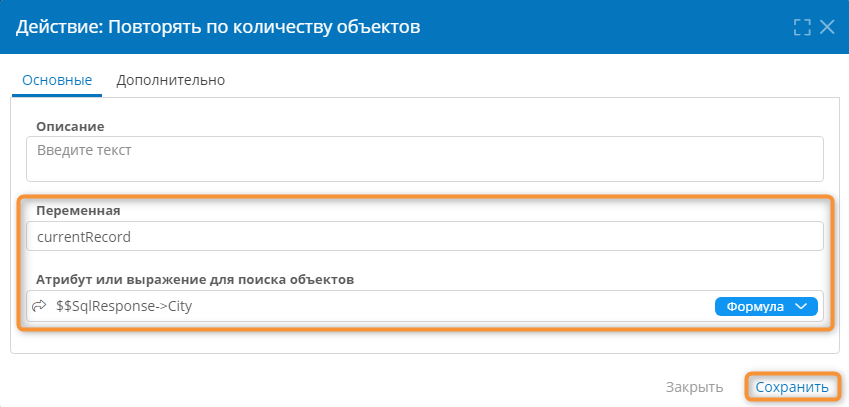 Действие: Повторять по количеству объектов
Основные Дополнительно
Описание
Введите текст
Переменная
currentRecord
Атрибут или выражение для поиска объектов
$$SqlResponse->City Формула
Закрыть Сохранить